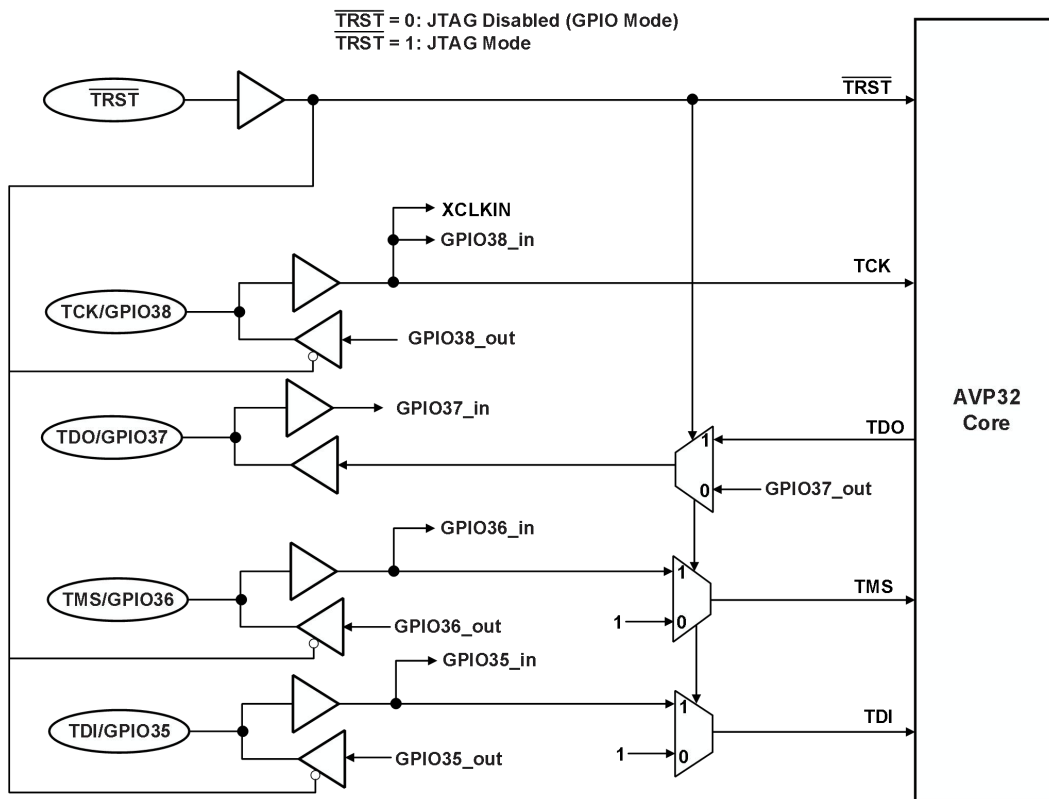 TRST = 0: JTAG Disabled (GPIO Mode)
TRST = 1: JTAG Mode
TRST
TRST
XCLKIN
GPIO38_in
TCK
TCK/GPIO38
GPIO38_out
GPIO37_in
AVP32
Core
TDO/GPIO37
1
TDO
0
GPIO37_out
GPIO36_in
1
TMS/GPIO36
TMS
GPIO36_out
1
0
GPIO35_in
1
TDI/GPIO35
TDI
GPIO35_out
1
0